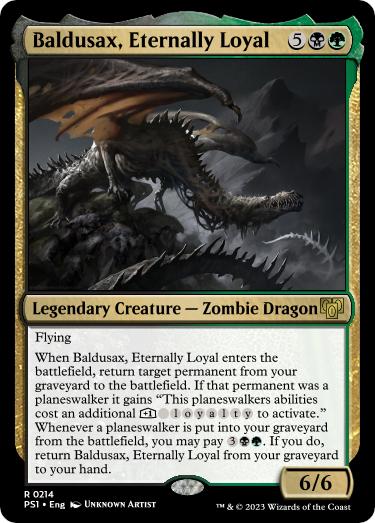 Baldusax, Eternally Loyal 5
Legendary Creature — Zombie Dragon
Flying
When Baldusax, Eternally Loyal enters the
battlefield, return target permanent from your
graveyard to the battlefield. If that permanent was a
planeswalker it gains “This planeswalkers abilities
cost an additional +1 loyalty to activate.”
Whenever a planeswalker is put into your graveyard
from the battlefield, you may pay 3. If you do,
return Baldusax, Eternally Loyal from your graveyard
to your hand.
6/6
R 0214
PS1 • Eng Unknown Artist
™ & © 2023 Wizards of the Coast